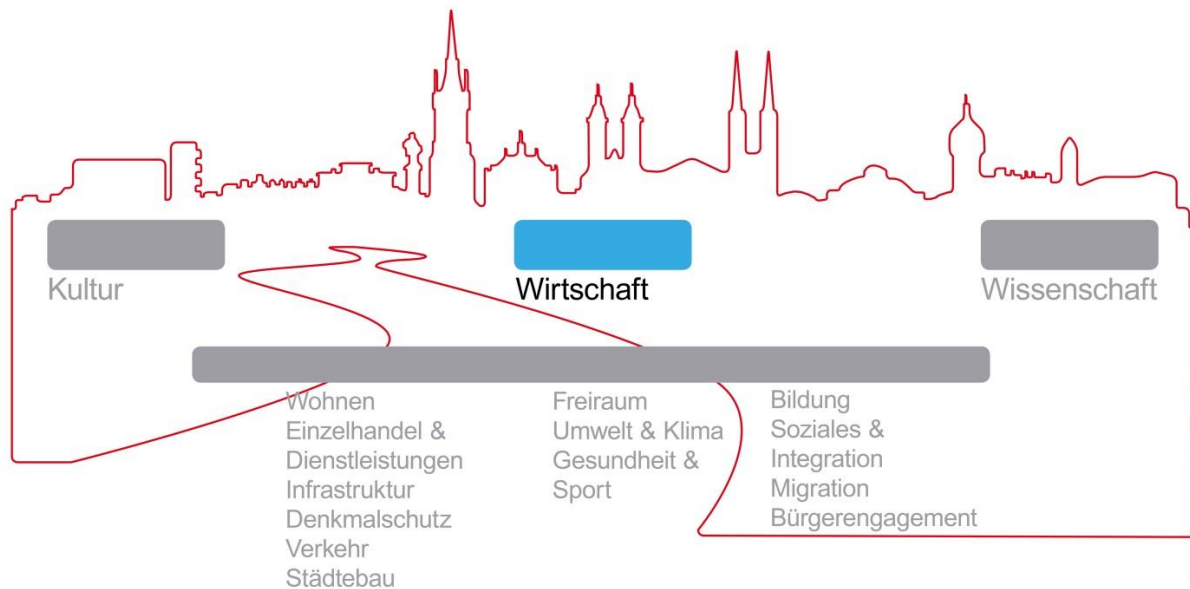 Kultur
Wirtschaft
Wissenschaft
Wohnen
Einzelhandel &
Dienstleistungen
Infrastruktur
Denkmalschutz
Verkehr
Städtebau
Freiraum
Umwelt & Klima
Gesundheit &
Sport
Bildung
Soziales &
Integration
Migration
Bürgerengagement